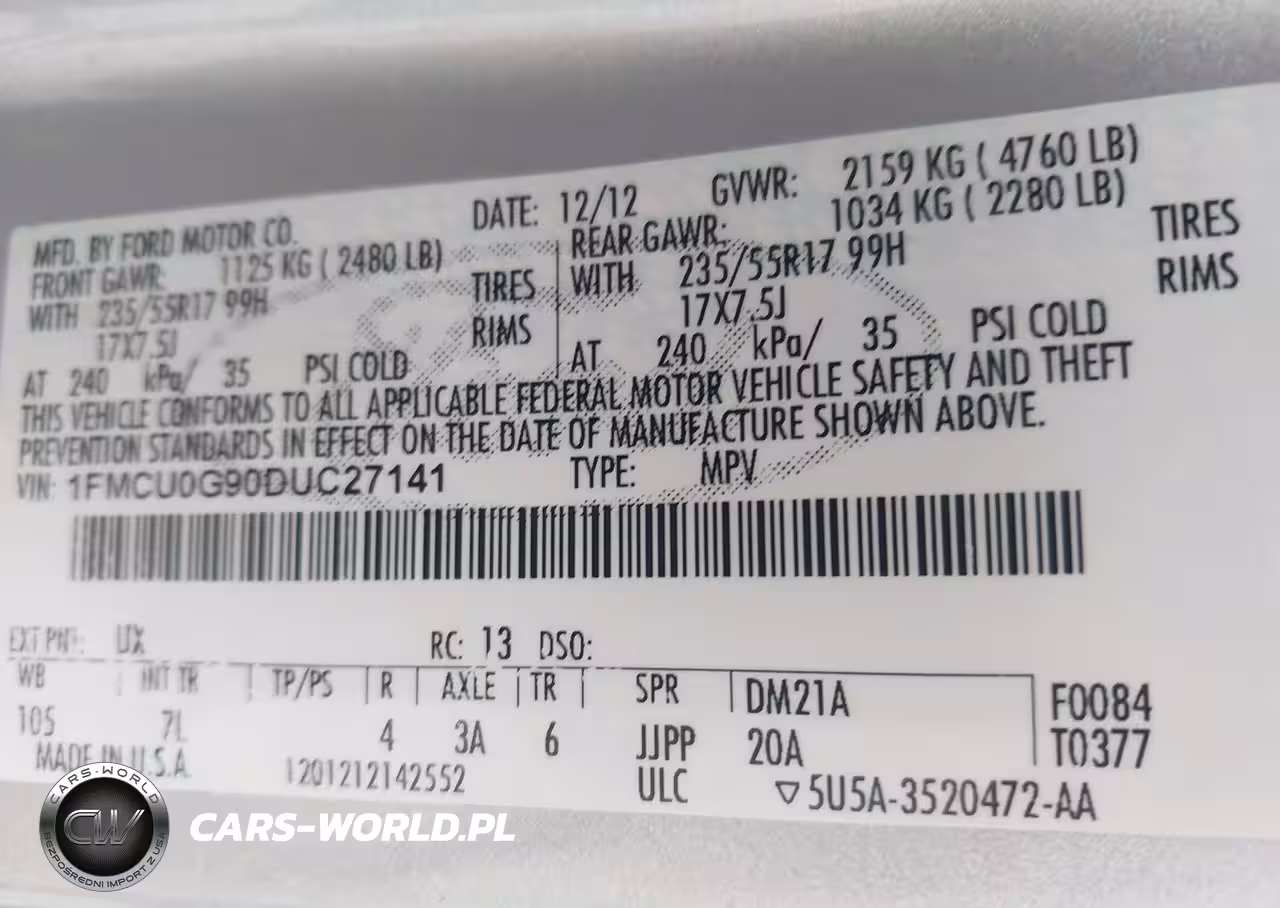 MFD. BY FORD MOTOR CO. DATE: 12/12 GVWR: 2159 KG ( 4760 LB)
FRONT GAWR: 1125 KG ( 2480 LB) REAR GAWR: 1034 KG ( 2280 LB)
WITH 235/55R17 99H TIRES WITH 235/55R17 99H TIRES
17X7.5J RIMS 17X7.5J RIMS
AT 240 kPa/ 35 PSI COLD AT 240 kPa/ 35 PSI COLD
THIS VEHICLE CONFORMS TO ALL APPLICABLE FEDERAL MOTOR VEHICLE SAFETY AND THEFT
PREVENTION STANDARDS IN EFFECT ON THE DATE OF MANUFACTURE SHOWN ABOVE.
VIN: 1FMCU0G90DUC27141 TYPE: MPV
EXT PNT: UX RC: 13 DSO:
WB INT TR TP/PS R AXLE TR SPR DM21A F0084
105 7L 4 3A 6 JJPP 20A T0377
MADE IN U.S.A. 1201212142552 ULC ▽5U5A-3520472-AA
CARS-WORLD
CW
BEZPOŚREDNI IMPORT Z USA
CARS-WORLD.PL